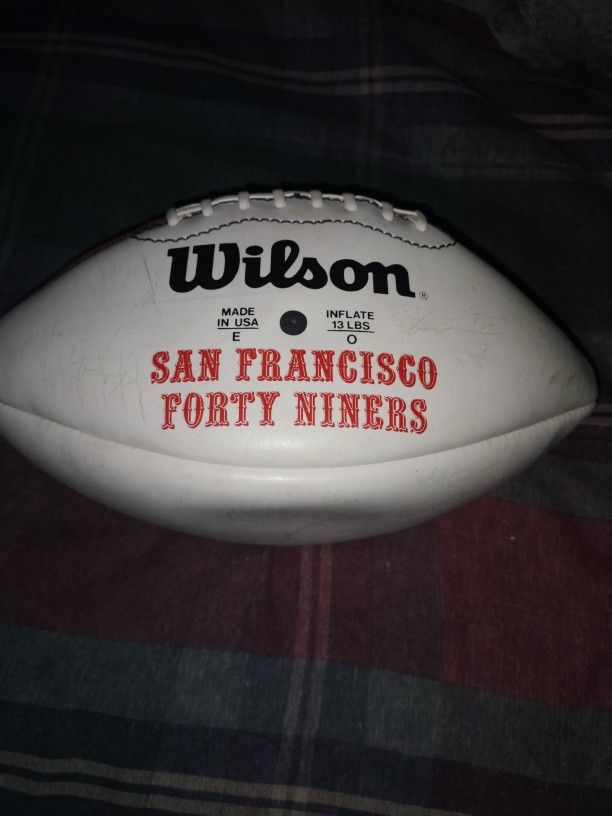 Wilson®
MADE IN USA E
INFLATE 13 LBS O
SAN FRANCISCO
FORTY NINERS